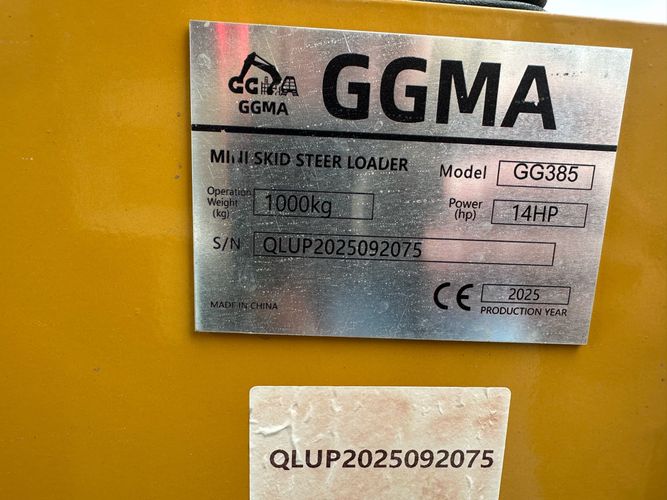 GGMA
GGMA
GGMA
MINI SKID STEER LOADER
Model GG385
Operation Weight (kg) 1000kg
Power (hp) 14HP
S/N QLUP2025092075
CE 2025
MADE IN CHINA
PRODUCTION YEAR
QLUP2025092075